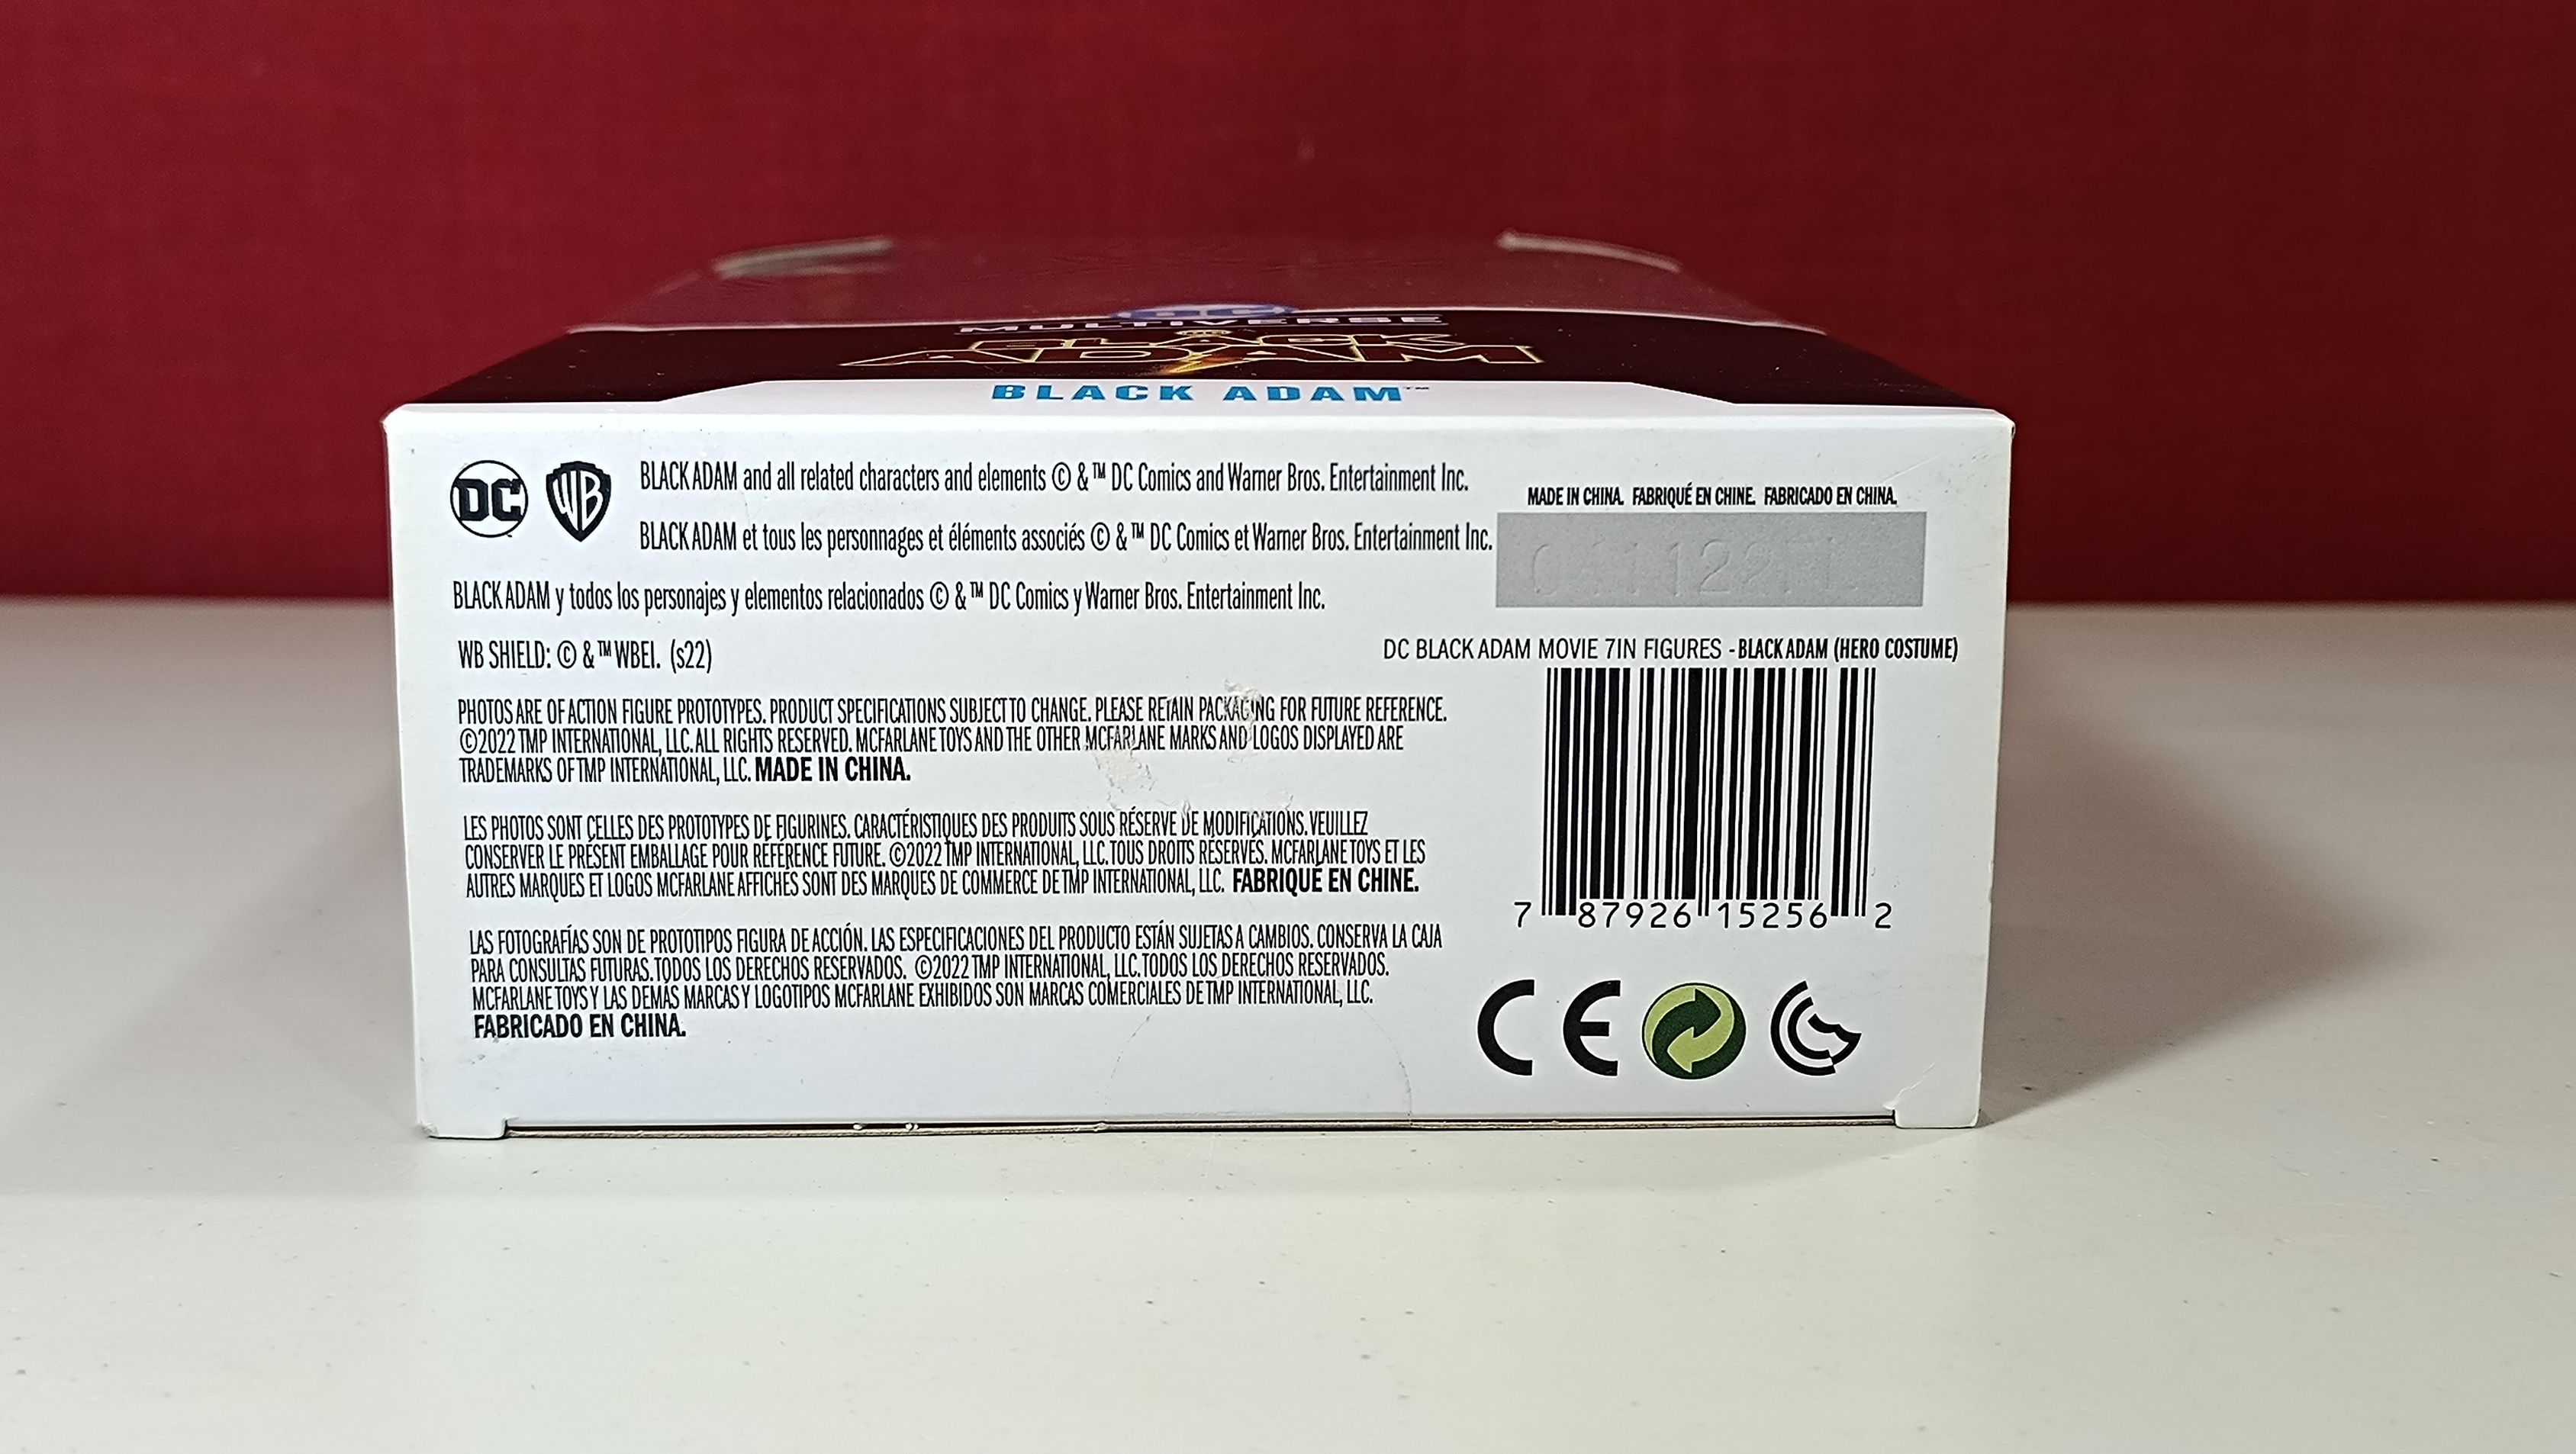 DC
MULTIVERSE
BLACK
ADAM
BLACK ADAM™
DC WB
BLACK ADAM and all related characters and elements © & ™ DC Comics and Warner Bros. Entertainment Inc.
BLACK ADAM et tous les personnages et éléments associés © & ™ DC Comics et Warner Bros. Entertainment Inc.
BLACK ADAM y todos los personajes y elementos relacionados © & ™ DC Comics y Warner Bros. Entertainment Inc.
WB SHIELD: © & ™ WBEI. (s22)
PHOTOS ARE OF ACTION FIGURE PROTOTYPES. PRODUCT SPECIFICATIONS SUBJECT TO CHANGE. PLEASE RETAIN PACKAGING FOR FUTURE REFERENCE.
©2022 TMP INTERNATIONAL, LLC. ALL RIGHTS RESERVED. MCFARLANE TOYS AND THE OTHER MCFARLANE MARKS AND LOGOS DISPLAYED ARE
TRADEMARKS OF TMP INTERNATIONAL, LLC. MADE IN CHINA.
LES PHOTOS SONT CELLES DES PROTOTYPES DE FIGURINES. CARACTÉRISTIQUES DES PRODUITS SOUS RÉSERVE DE MODIFICATIONS. VEUILLEZ
CONSERVER LE PRÉSENT EMBALLAGE POUR RÉFÉRENCE FUTURE. ©2022 TMP INTERNATIONAL, LLC. TOUS DROITS RÉSERVÉS. MCFARLANE TOYS ET LES
AUTRES MARQUES ET LOGOS MCFARLANE AFFICHÉS SONT DES MARQUES DE COMMERCE DE TMP INTERNATIONAL, LLC. FABRIQUÉ EN CHINE.
LAS FOTOGRAFÍAS SON DE PROTOTIPOS FIGURA DE ACCIÓN. LAS ESPECIFICACIONES DEL PRODUCTO ESTÁN SUJETAS A CAMBIOS. CONSERVA LA CAJA
PARA CONSULTAS FUTURAS. TODOS LOS DERECHOS RESERVADOS. ©2022 TMP INTERNATIONAL, LLC. TODOS LOS DERECHOS RESERVADOS.
MCFARLANE TOYS Y LAS DEMÁS MARCAS Y LOGOTIPOS MCFARLANE EXHIBIDOS SON MARCAS COMERCIALES DE TMP INTERNATIONAL, LLC.
FABRICADO EN CHINA.
MADE IN CHINA. FABRIQUÉ EN CHINE. FABRICADO EN CHINA.
DC BLACK ADAM MOVIE 7IN FIGURES - BLACK ADAM (HERO COSTUME)
7 87926 15256 2
CE